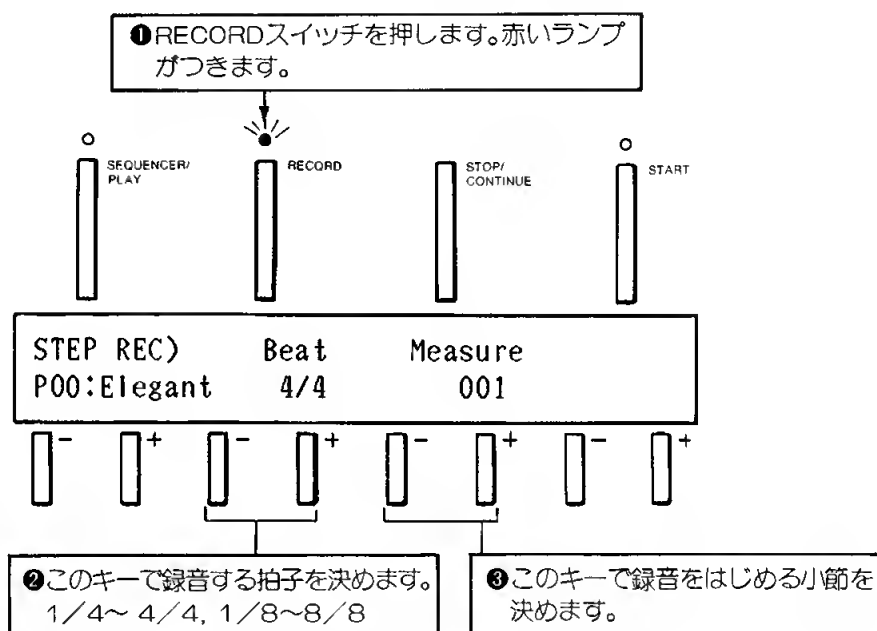 ❶RECORDスイッチを押します。赤いランプ
がつきます。
SEQUENCER/
PLAY
RECORD
STOP/
CONTINUE
START
STEP REC) Beat Measure
P00:Elegant 4/4 001
- + - + - + - +
❷このキーで録音する拍子を決めます。
1/4～4/4, 1/8～8/8
❸このキーで録音をはじめる小節を
決めます。